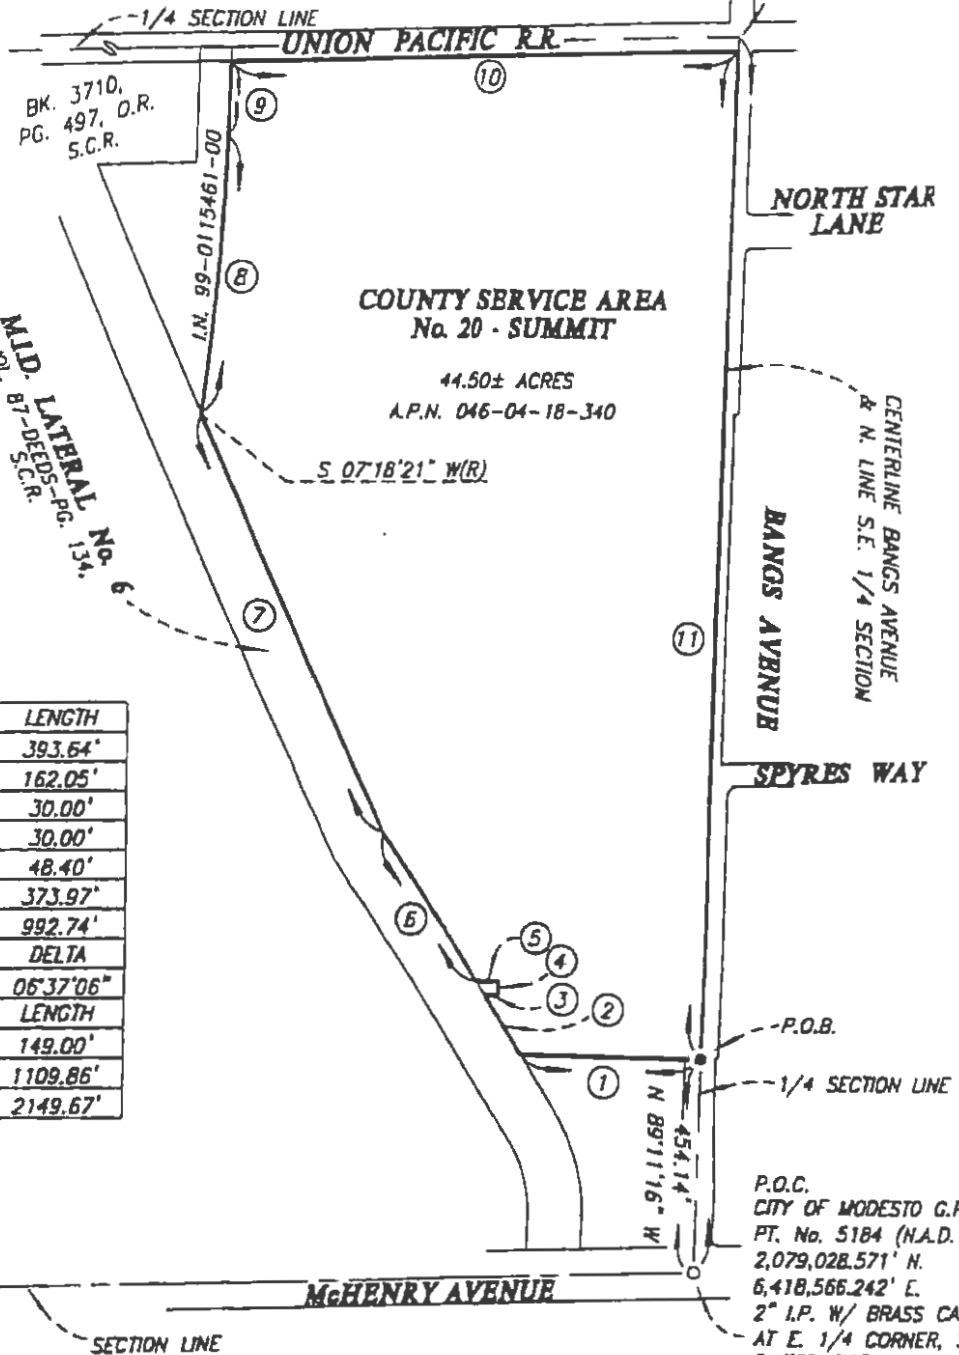 1/4 SECTION LINE
UNION PACIFIC R.R.
BK. 3710,
PG. 497, O.R.
S.C.R.
10
9
I.N. 99-0115461-00
8
NORTH STAR
LANE
COUNTY SERVICE AREA
No. 20 - SUMMIT
44.50± ACRES
A.P.N. 046-04-18-340
S 07°18'21" W(R)
M.I.D. LATERAL No. 6
87-DEEDS-PG. 134,
S.C.R.
CENTERLINE BANGS AVENUE
& N. LINE S.E. 1/4 SECTION
BANGS AVENUE
7
11
SPYRES WAY
LENGTH
393.64'
162.05'
30.00'
30.00'
48.40'
373.97'
992.74'
DELTA
06°37'06"
LENGTH
149.00'
1109.86'
2149.67'
6
5
4
3
2
1
P.O.B.
1/4 SECTION LINE
N 89°11'16" W
454.14'
P.O.C.
CITY OF MODESTO G.P
PT. No. 5184 (N.A.D.
2,079,028.571' N.
6,418,566.242' E.
2" I.P. W/ BRASS CA
AT E. 1/4 CORNER,
McHENRY AVENUE
SECTION LINE